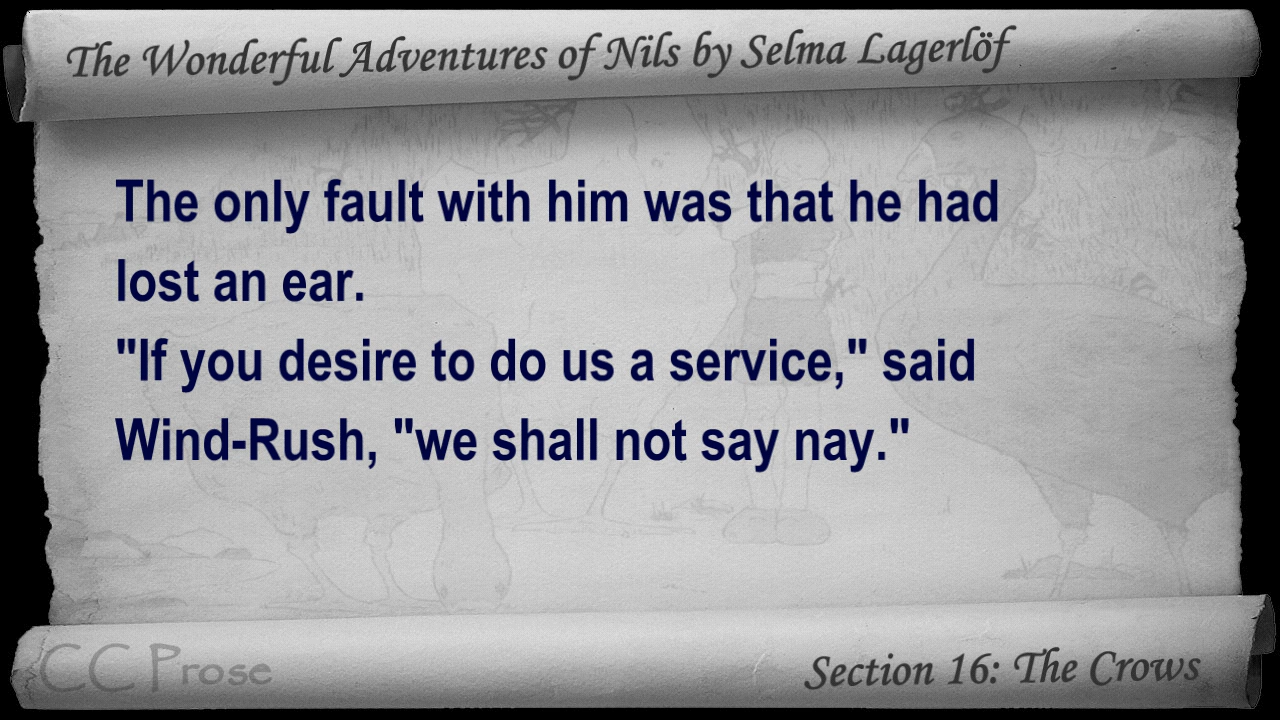 The Wonderful Adventures of Nils by Selma Lagerlöf
The only fault with him was that he had
lost an ear.
"If you desire to do us a service," said
Wind-Rush, "we shall not say nay."
CC Prose
Section 16: The Crows